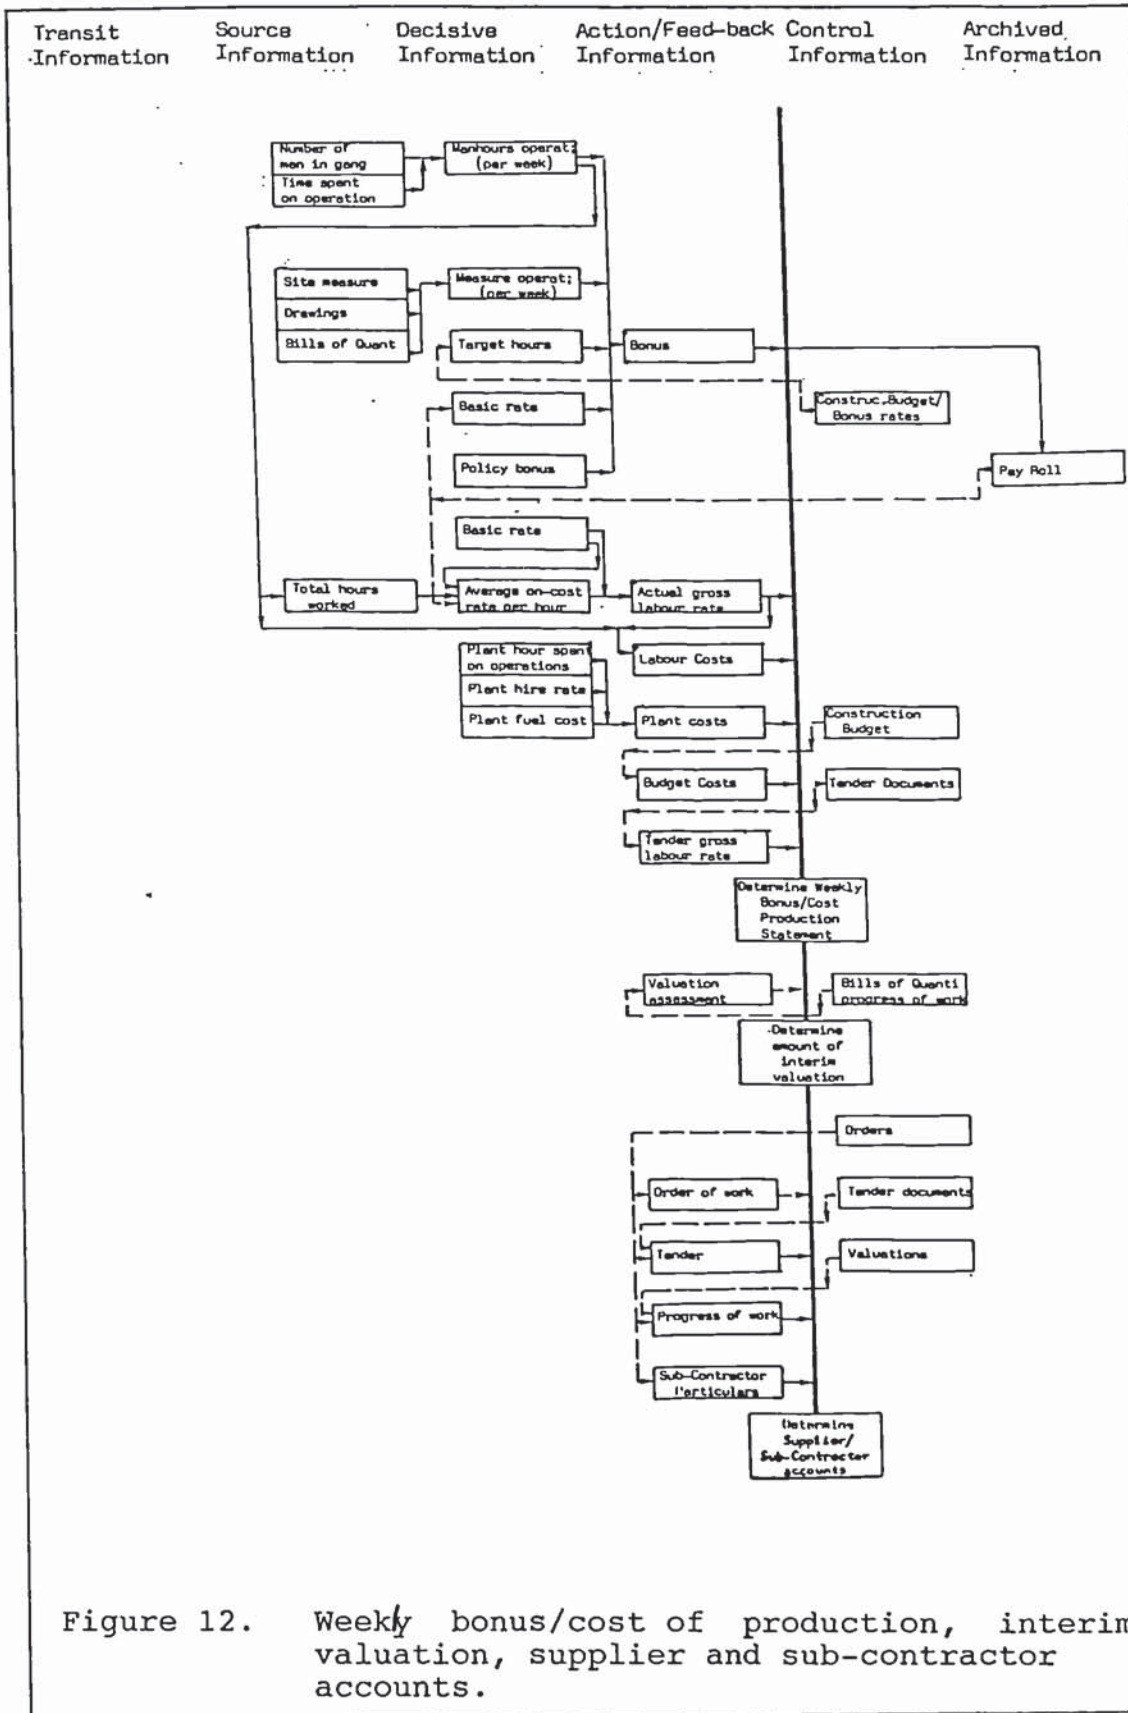 Transit Information
Source Information
Decisive Information
Action/Feed-back Information
Control Information
Archived Information
Number of
men in gang
Time spent
on operation
Manhours operat;
(per week)
Site measure
Drawings
Bills of Quant
Measure operat;
(per week)
Target hours
Bonus
Basic rate
Construc.Budget/
Bonus rates
Policy bonus
Pay Roll
Basic rate
Total hours
worked
Average on-cost
rate per hour
Actual gross
labour rate
Plant hour spent
on operations
Labour Costs
Plant hire rate
Plant fuel cost
Plant costs
Construction
Budget
Budget Costs
Tender Documents
Tender gross
labour rate
Determine Weekly
Bonus/Cost
Production
Statement
Valuation
assessment
Bills of Quanti
progress of work
Determine
amount of
interim
valuation
Orders
Order of work
Tender documents
Tender
Valuations
Progress of work
Sub-Contractor
Particulars
Determine
Supplier/
Sub-Contractor
accounts
Figure 12. Weekly bonus/cost of production, interim
valuation, supplier and sub-contractor
accounts.